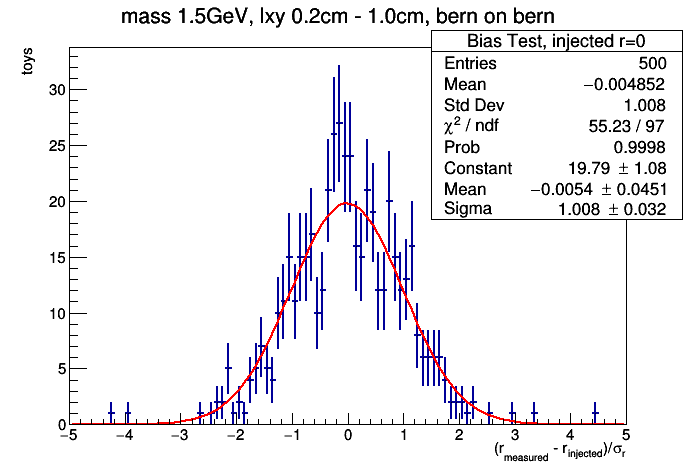 mass 1.5GeV, lxy 0.2cm - 1.0cm, bern on bern
Bias Test, injected r=0
Entries 500
Mean −0.004852
Std Dev 1.008
χ² / ndf 55.23 / 97
Prob 0.9998
Constant 19.79 ± 1.08
Mean −0.0054 ± 0.0451
Sigma 1.008 ± 0.032
toys
30
25
20
15
10
5
0
−5 −4 −3 −2 −1 0 1 2 3 4 5
(r_measured - r_injected)/σ_r